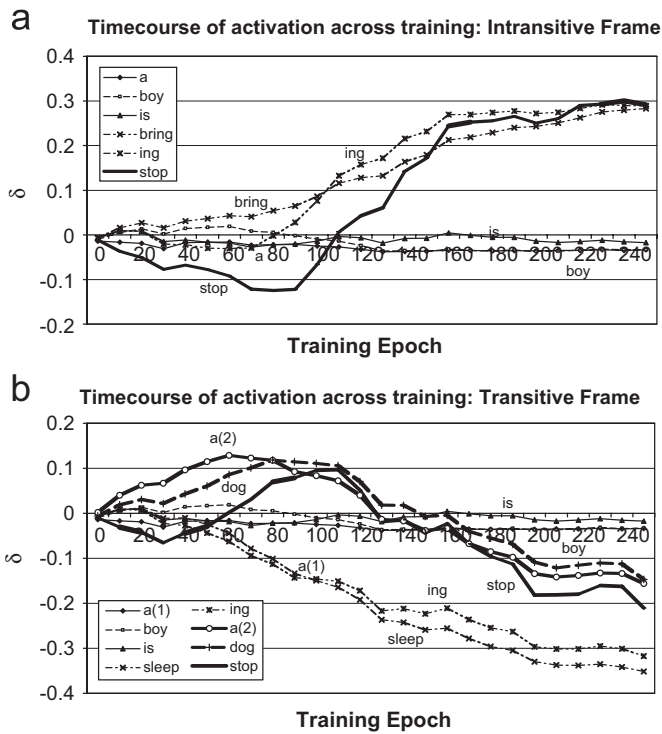 a
Timecourse of activation across training: Intransitive Frame
0.4
0.3
0.2
0.1
0
-0.1
-0.2
δ
a
boy
is
bring
ing
stop
ing
bring
a
is
stop
boy
0 20 40 60 80 100 120 140 160 180 200 220 240
Training Epoch
b
Timecourse of activation across training: Transitive Frame
0.2
0.1
0
-0.1
-0.2
-0.3
-0.4
δ
a(2)
dog
is
0 20 40 60 80 100 120 140 160 180 200 220 240
boy
a(1)
stop
ing
sleep
a(1) ing
boy a(2)
is dog
sleep stop
Training Epoch